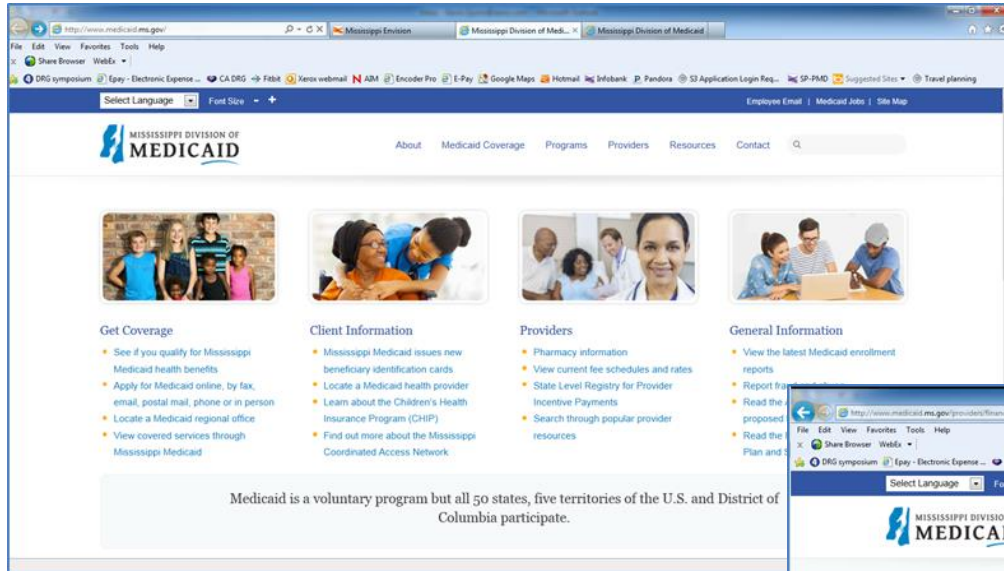 http://www.medicaid.ms.gov/
Mississippi Envision
Mississippi Division of Medi...
Mississippi Division of Medicaid
File Edit View Favorites Tools Help
x Share Browser WebEx
DRG symposium Epay - Electronic Expense ... CA DRG Fitbit Xerox webmail AIM Encoder Pro E-Pay Google Maps Hotmail Infobank Pandora S3 Application Login Req... SP-PMD Suggested Sites Travel planning
Select Language Font Size - + Employee Email | Medicaid Jobs | Site Map
MISSISSIPPI DIVISION OF
MEDICAID
About Medicaid Coverage Programs Providers Resources Contact
Get Coverage
See if you qualify for Mississippi
Medicaid health benefits
Apply for Medicaid online, by fax,
email, postal mail, phone or in person
Locate a Medicaid regional office
View covered services through
Mississippi Medicaid
Client Information
Mississippi Medicaid issues new
beneficiary identification cards
Locate a Medicaid health provider
Learn about the Children's Health
Insurance Program (CHIP)
Find out more about the Mississippi
Coordinated Access Network
Providers
Pharmacy information
View current fee schedules and rates
State Level Registry for Provider
Incentive Payments
Search through popular provider
resources
General Information
View the latest Medicaid enrollment
reports
Report
Read the
proposed
Read the
Plan and
Medicaid is a voluntary program but all 50 states, five territories of the U.S. and District of
Columbia participate.
http://www.medicaid.ms.gov/providers/finan
File Edit View Favorites Tools Help
x Share Browser WebEx
DRG symposium Epay - Electronic Expense ...
Select Language Fo
MISSISSIPPI DIVISIO
MEDICAI